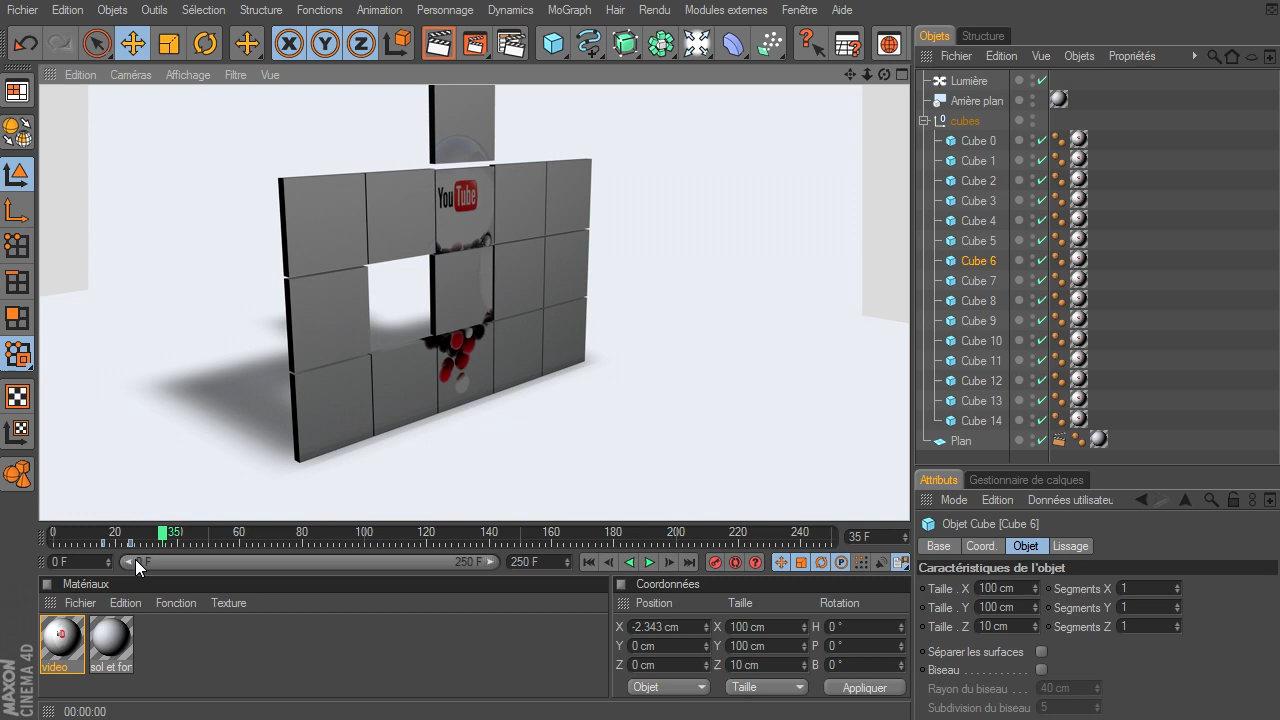 Fichier Edition Objets Outils Sélection Structure Fonctions Animation Personnage Dynamics MoGraph Hair Rendu Modules externes Fenêtre Aide
X Y Z
Objets Structure
Fichier Edition Vue Objets Propriétés
Edition Caméras Affichage Filtre Vue
Lumière
Arrière plan
cubes
Cube 0
Cube 1
Cube 2
Cube 3
Cube 4
Cube 5
Cube 6
Cube 7
Cube 8
Cube 9
Cube 10
Cube 11
Cube 12
Cube 13
Cube 14
Plan
You Tube
Attributs Gestionnaire de calques
Mode Edition Données utilisateu
Objet Cube [Cube 6]
Base Coord. Objet Lissage
Caractéristiques de l'objet
Taille . X 100 cm Segments X 1
Taille . Y 100 cm Segments Y 1
Taille . Z 10 cm Segments Z 1
Séparer les surfaces
Biseau
Rayon du biseau . . . 40 cm
Subdivision du biseau 5
0 20 35) 60 80 100 120 140 160 180 200 220 240 35 F
0 F 0 F 250 F 250 F
Matériaux
Fichier Edition Fonction Texture
video sol et for
Coordonnées
Position Taille Rotation
X -2.343 cm X 100 cm H 0 °
Y 0 cm Y 100 cm P 0 °
Z 0 cm Z 10 cm B 0 °
Objet Taille Appliquer
MAXON
CINEMA 4D
00:00:00